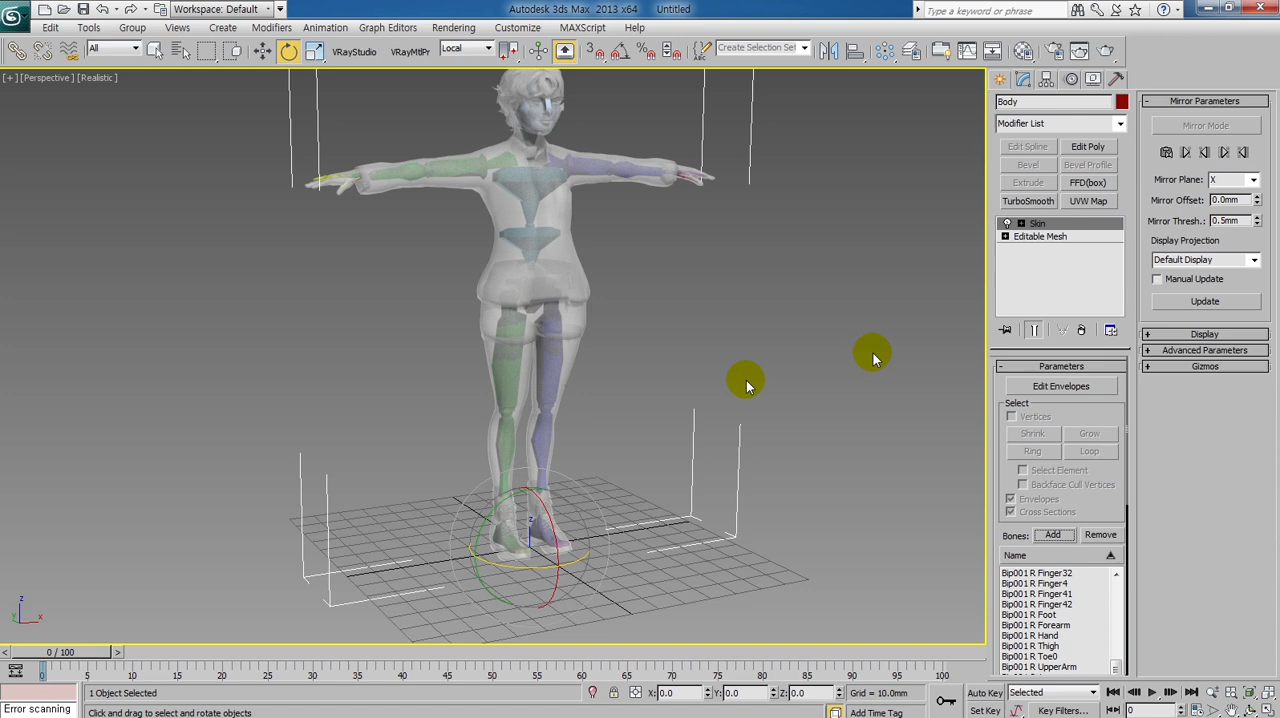 Workspace: Default
Autodesk 3ds Max 2013 x64 Untitled
Type a keyword or phrase
Edit Tools Group Views Create Modifiers Animation Graph Editors Rendering Customize MAXScript Help
All
VRayStudio
VRayMtlPr
Local
Create Selection Set
[+] [Perspective] [Realistic]
Body
Modifier List
Edit Spline
Edit Poly
Bevel
Bevel Profile
Extrude
FFD(box)
TurboSmooth
UVW Map
Skin
Editable Mesh
Parameters
Edit Envelopes
Select
Vertices
Shrink
Grow
Ring
Loop
Select Element
Backface Cull Vertices
Envelopes
Cross Sections
Bones:
Add
Remove
Name
Bip001 R Finger32
Bip001 R Finger4
Bip001 R Finger41
Bip001 R Finger42
Bip001 R Foot
Bip001 R Forearm
Bip001 R Hand
Bip001 R Thigh
Bip001 R Toe0
Bip001 R UpperArm
Mirror Parameters
Mirror Mode
Mirror Plane: X
Mirror Offset: 0.0mm
Mirror Thresh.: 0.5mm
Display Projection
Default Display
Manual Update
Update
Display
Advanced Parameters
Gizmos
z
z
x
0 / 100
0 5 10 15 20 25 30 35 40 45 50 55 60 65 70 75 80 85 90 95 100
1 Object Selected
X: 0.0
Y: 0.0
Z: 0.0
Grid = 10.0mm
Auto Key
Selected
Error scanning
Click and drag to select and rotate objects
Add Time Tag
Set Key
Key Filters...
0